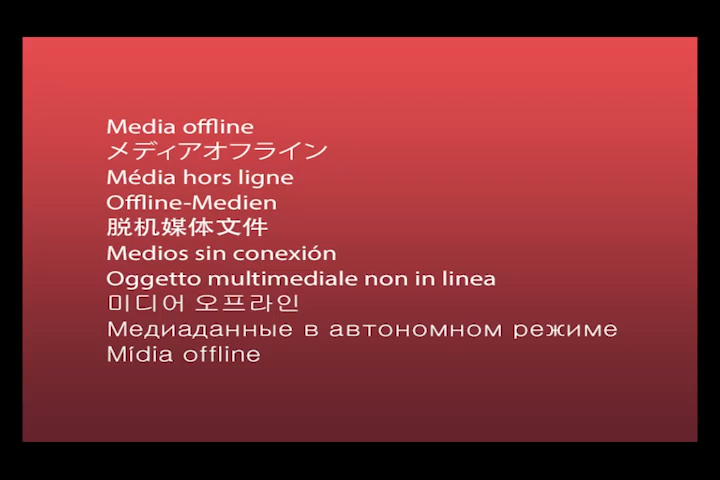 Media offline
メディアオフライン
Média hors ligne
Offline-Medien
脱机媒体文件
Medios sin conexión
Oggetto multimediale non in linea
미디어 오프라인
Медиаданные в автономном режиме
Mídia offline